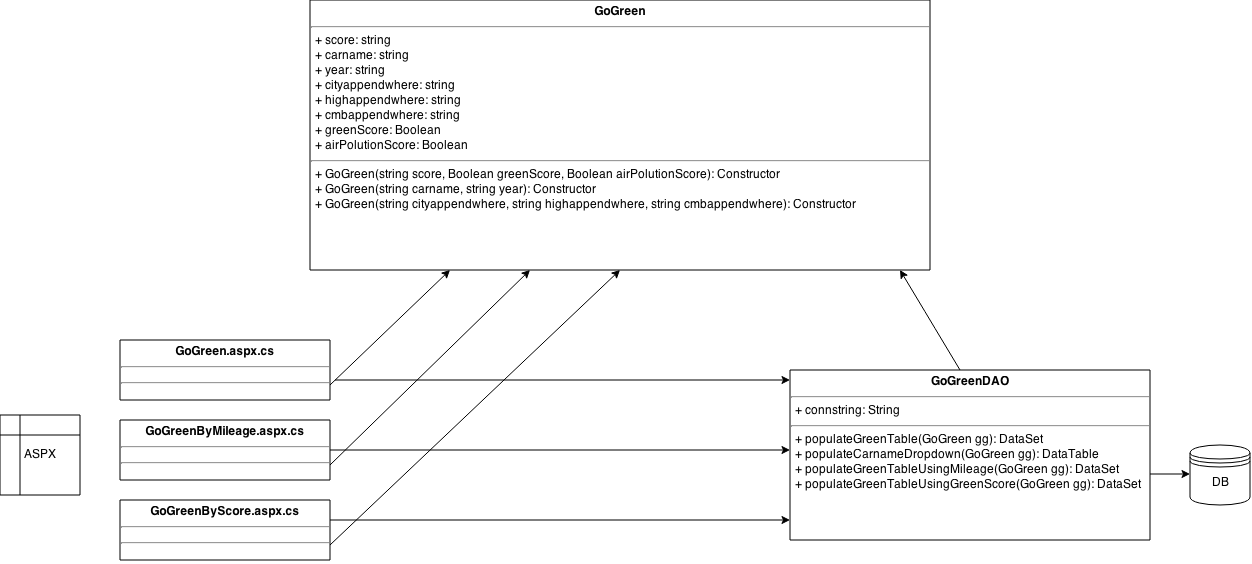 GoGreen
+ score: string
+ carname: string
+ year: string
+ cityappendwhere: string
+ highappendwhere: string
+ cmbappendwhere: string
+ greenScore: Boolean
+ airPolutionScore: Boolean
+ GoGreen(string score, Boolean greenScore, Boolean airPolutionScore): Constructor
+ GoGreen(string carname, string year): Constructor
+ GoGreen(string cityappendwhere, string highappendwhere, string cmbappendwhere): Constructor
GoGreen.aspx.cs
GoGreenByMileage.aspx.cs
GoGreenByScore.aspx.cs
ASPX
GoGreenDAO
+ connstring: String
+ populateGreenTable(GoGreen gg): DataSet
+ populateCarnameDropdown(GoGreen gg): DataTable
+ populateGreenTableUsingMileage(GoGreen gg): DataSet
+ populateGreenTableUsingGreenScore(GoGreen gg): DataSet
DB